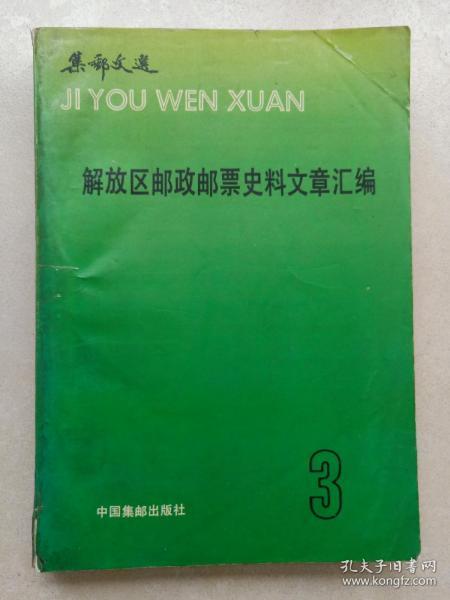 集邮文選
JI YOU WEN XUAN
解放区邮政邮票史料文章汇编
3
中国集邮出版社
孔夫子旧书网
www.kongfz.com